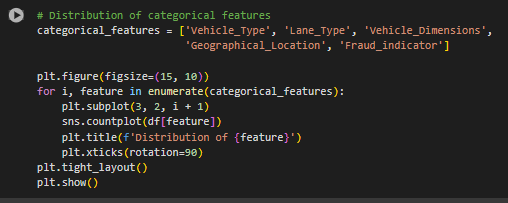 # Distribution of categorical features
categorical_features = ['Vehicle_Type', 'Lane_Type', 'Vehicle_Dimensions',
                        'Geographical_Location', 'Fraud_indicator']

plt.figure(figsize=(15, 10))
for i, feature in enumerate(categorical_features):
    plt.subplot(3, 2, i + 1)
    sns.countplot(df[feature])
    plt.title(f'Distribution of {feature}')
    plt.xticks(rotation=90)
plt.tight_layout()
plt.show()